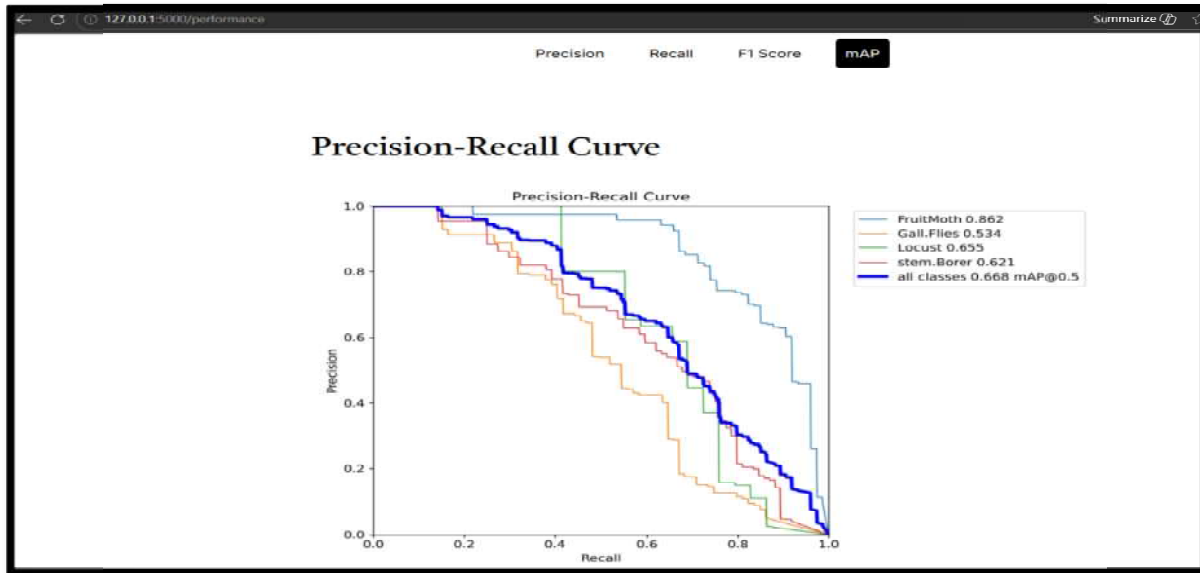 127.0.0.1:5000/performance
Summarize
Precision Recall F1 Score mAP
Precision-Recall Curve
Precision-Recall Curve
1.0
0.8
0.6
0.4
0.2
0.0
Precision
0.0 0.2 0.4 0.6 0.8 1.0
Recall
FruitMoth 0.862
Gall.Flies 0.534
Locust 0.655
stem.Borer 0.621
all classes 0.668 mAP@0.5